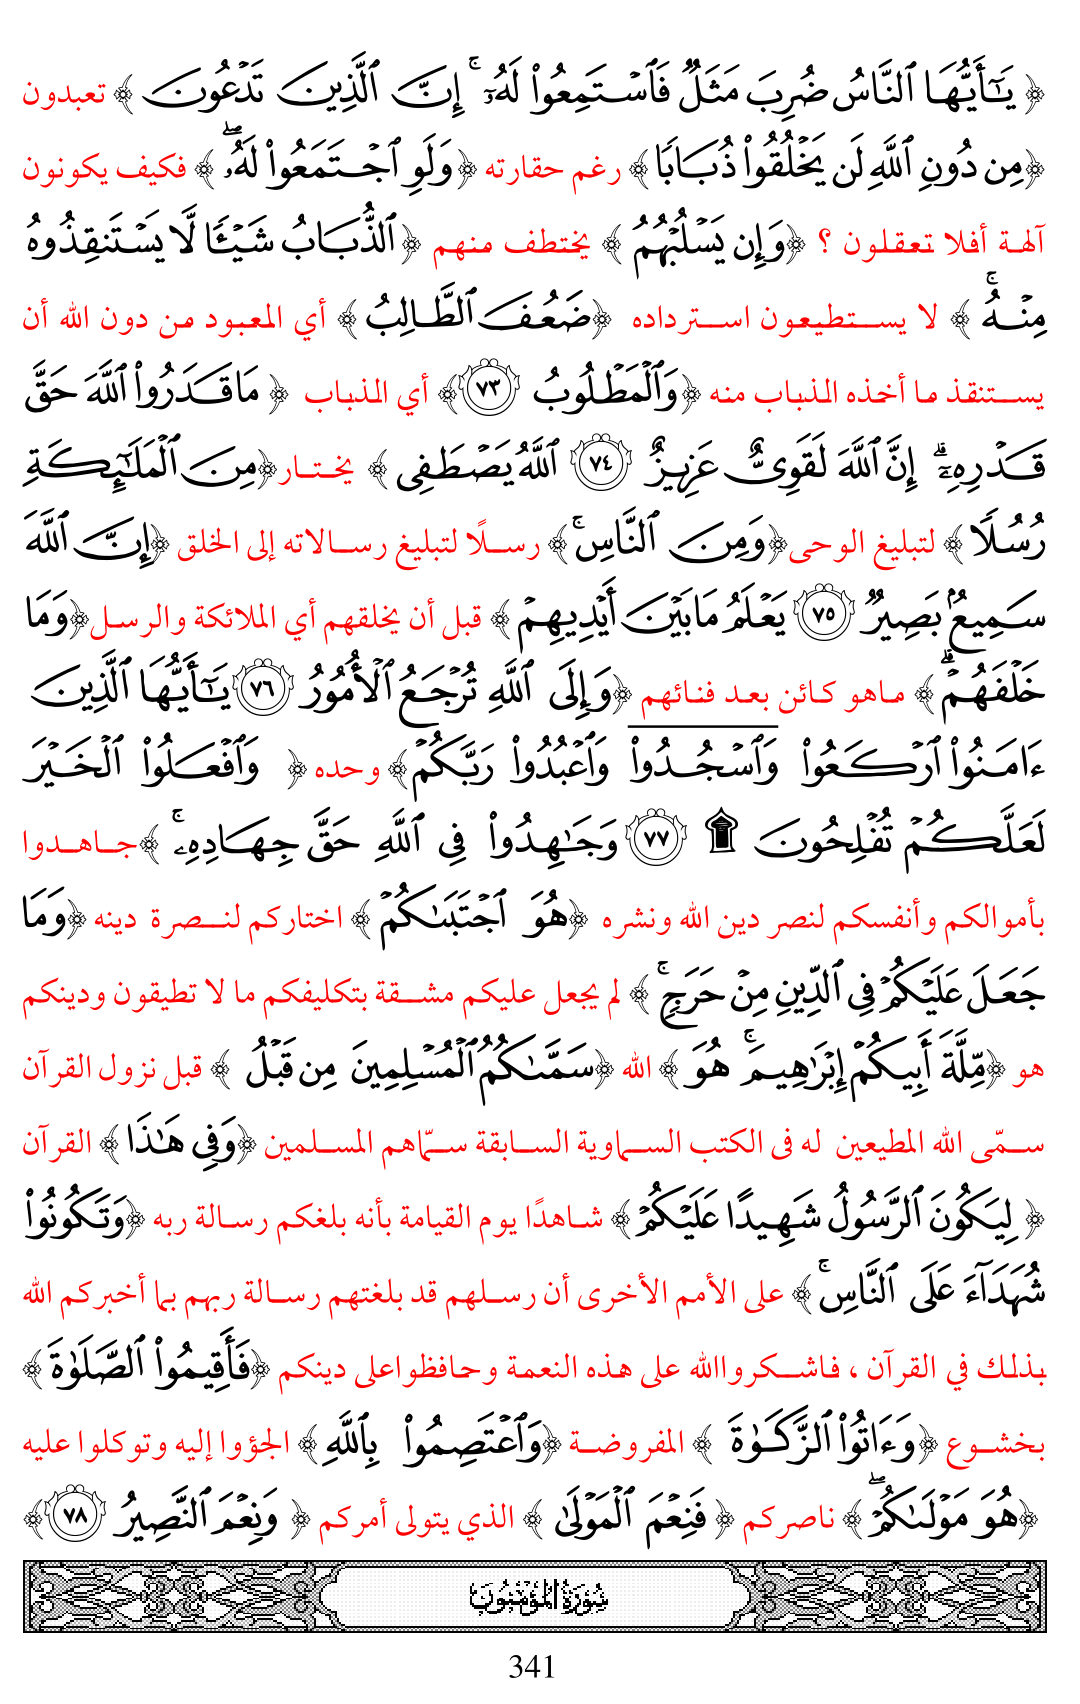 ﴿ يَـٰٓأَيُّهَا ٱلنَّاسُ ضُرِبَ مَثَلٌ فَٱسْتَمِعُوا۟ لَهُۥٓ ۚ إِنَّ ٱلَّذِينَ تَدْعُونَ ﴾ تعبدون
﴿مِن دُونِ ٱللَّهِ لَن يَخْلُقُوا۟ ذُبَابًا﴾ رغم حقارته ﴿وَلَوِ ٱجْتَمَعُوا۟ لَهُۥ ۖ ﴾ فكيف يكونون
آلهة أفلا تعقلون ؟ ﴿وَإِن يَسْلُبْهُمُ ﴾ يختطف منهم ﴿ٱلذُّبَابُ شَيْـًٔا لَّا يَسْتَنقِذُوهُ
مِنْهُ ۚ ﴾ لا يستطيعون استرداده ﴿ضَعُفَ ٱلطَّالِبُ ﴾ أي المعبود من دون الله أن
يستنقذ ما أخذه الذباب منه ﴿وَٱلْمَطْلُوبُ ٧٣﴾ أي الذباب ﴿ مَا قَدَرُوا۟ ٱللَّهَ حَقَّ
قَدْرِهِۦٓ ۗ إِنَّ ٱللَّهَ لَقَوِىٌّ عَزِيزٌ ٧٤ ٱللَّهُ يَصْطَفِى ﴾ يختار﴿مِنَ ٱلْمَلَـٰٓئِكَةِ
رُسُلًا ﴾ لتبليغ الوحى﴿وَمِنَ ٱلنَّاسِ ۚ ﴾ رسلًا لتبليغ رسالاته إلى الخلق ﴿إِنَّ ٱللَّهَ
سَمِيعٌۢ بَصِيرٌ ٧٥ يَعْلَمُ مَا بَيْنَ أَيْدِيهِمْ ﴾ قبل أن يخلقهم أي الملائكة والرسل﴿وَمَا
خَلْفَهُمْ ۗ ﴾ ماهو كائن بعد فنائهم ﴿وَإِلَى ٱللَّهِ تُرْجَعُ ٱلْأُمُورُ ٧٦ يَـٰٓأَيُّهَا ٱلَّذِينَ
ءَامَنُوا۟ ٱرْكَعُوا۟ وَٱسْجُدُوا۟ وَٱعْبُدُوا۟ رَبَّكُمْ﴾ وحده ﴿ وَٱفْعَلُوا۟ ٱلْخَيْرَ
لَعَلَّكُمْ تُفْلِحُونَ ۩ ٧٧ وَجَـٰهِدُوا۟ فِى ٱللَّهِ حَقَّ جِهَادِهِۦ ۚ ﴾جاهدوا
بأموالكم وأنفسكم لنصر دين الله ونشره ﴿هُوَ ٱجْتَبَىٰكُمْ ﴾ اختاركم لنصرة دينه ﴿وَمَا
جَعَلَ عَلَيْكُمْ فِى ٱلدِّينِ مِنْ حَرَجٍ ۚ ﴾ لم يجعل عليكم مشقة بتكليفكم ما لا تطيقون ودينكم
هو ﴿مِّلَّةَ أَبِيكُمْ إِبْرَٰهِيمَ ۚ هُوَ ﴾ الله ﴿سَمَّىٰكُمُ ٱلْمُسْلِمِينَ مِن قَبْلُ ﴾ قبل نزول القرآن
سمّى الله المطيعين له فى الكتب السماوية السابقة سمّاهم المسلمين ﴿وَفِى هَـٰذَا ﴾ القرآن
﴿ لِيَكُونَ ٱلرَّسُولُ شَهِيدًا عَلَيْكُمْ ﴾ شاهدًا يوم القيامة بأنه بلغكم رسالة ربه ﴿وَتَكُونُوا۟
شُهَدَآءَ عَلَى ٱلنَّاسِ ۚ ﴾ على الأمم الأخرى أن رسلهم قد بلغتهم رسالة ربهم بما أخبركم الله
بذلك في القرآن ، فاشكرواالله على هذه النعمة وحافظواعلى دينكم ﴿فَأَقِيمُوا۟ ٱلصَّلَوٰةَ ﴾
بخشوع ﴿وَءَاتُوا۟ ٱلزَّكَوٰةَ ﴾ المفروضة ﴿وَٱعْتَصِمُوا۟ بِٱللَّهِ ﴾ الجؤوا إليه وتوكلوا عليه
﴿هُوَ مَوْلَىٰكُمْ ۖ ﴾ ناصركم ﴿ فَنِعْمَ ٱلْمَوْلَىٰ ﴾ الذي يتولى أمركم ﴿ وَنِعْمَ ٱلنَّصِيرُ ٧٨﴾
سُورَةُ المُؤْمِنُونَ
341